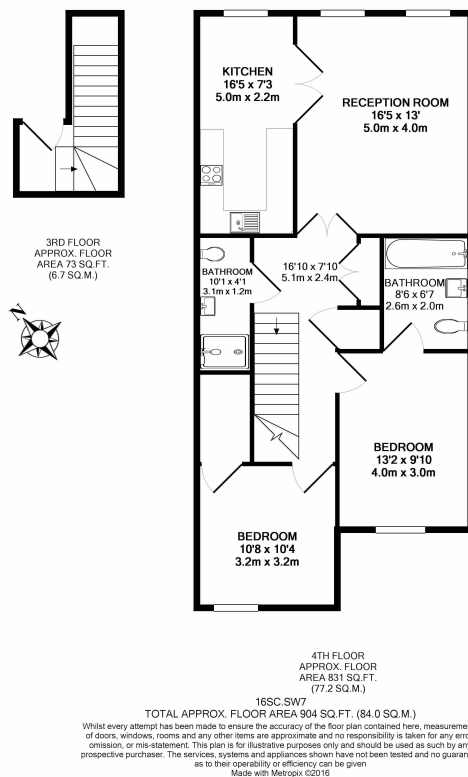 KITCHEN
16'5 x 7'3
5.0m x 2.2m
RECEPTION ROOM
16'5 x 13'
5.0m x 4.0m
3RD FLOOR
APPROX. FLOOR
AREA 73 SQ.FT.
(6.7 SQ.M.)
N
BATHROOM
10'1 x 4'1
3.1m x 1.2m
16'10 x 7'10
5.1m x 2.4m
BATHROOM
8'6 x 6'7
2.6m x 2.0m
BEDROOM
13'2 x 9'10
4.0m x 3.0m
BEDROOM
10'8 x 10'4
3.2m x 3.2m
4TH FLOOR
APPROX. FLOOR
AREA 831 SQ.FT.
(77.2 SQ.M.)
16SC.SW7
TOTAL APPROX. FLOOR AREA 904 SQ.FT. (84.0 SQ.M.)
Whilst every attempt has been made to ensure the accuracy of the floor plan contained here, measureme
of doors, windows, rooms and any other items are approximate and no responsibility is taken for any erro
omission, or mis-statement. This plan is for illustrative purposes only and should be used as such by an
prospective purchaser. The services, systems and appliances shown have not been tested and no guaran
as to their operability or efficiency can be given
Made with Metropix ©2016